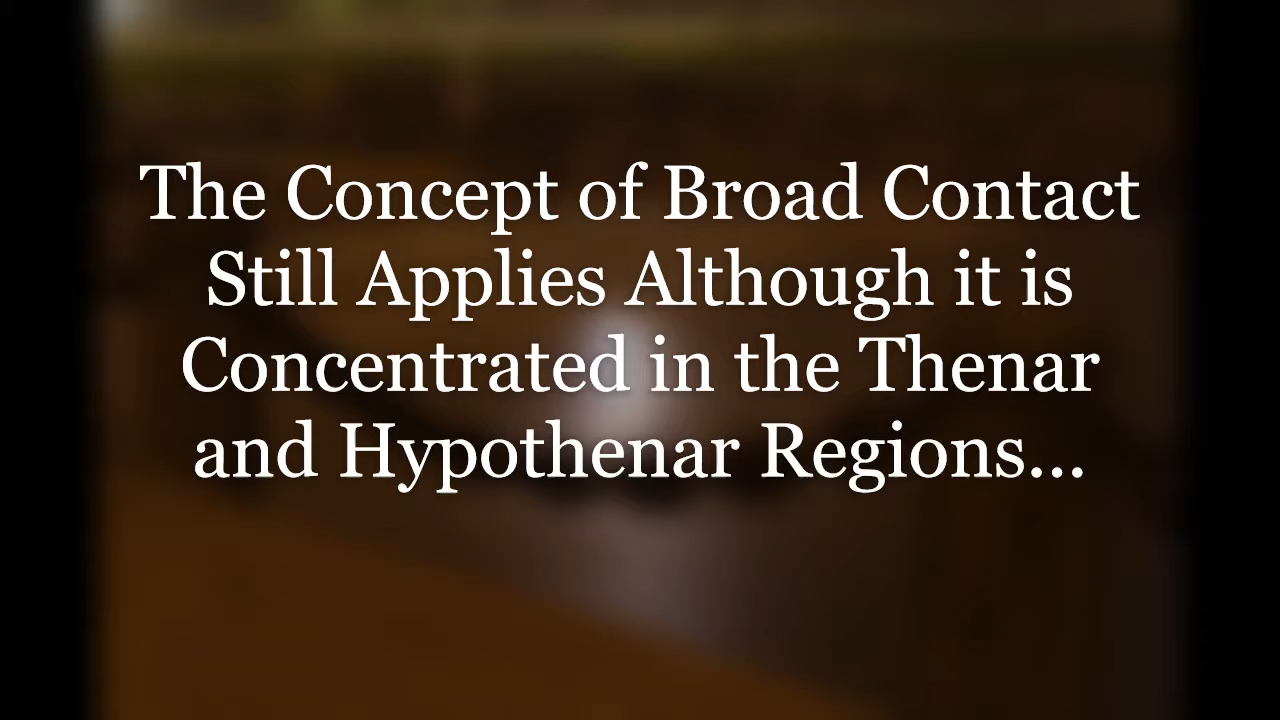 The Concept of Broad Contact
Still Applies Although it is
Concentrated in the Thenar
and Hypothenar Regions...